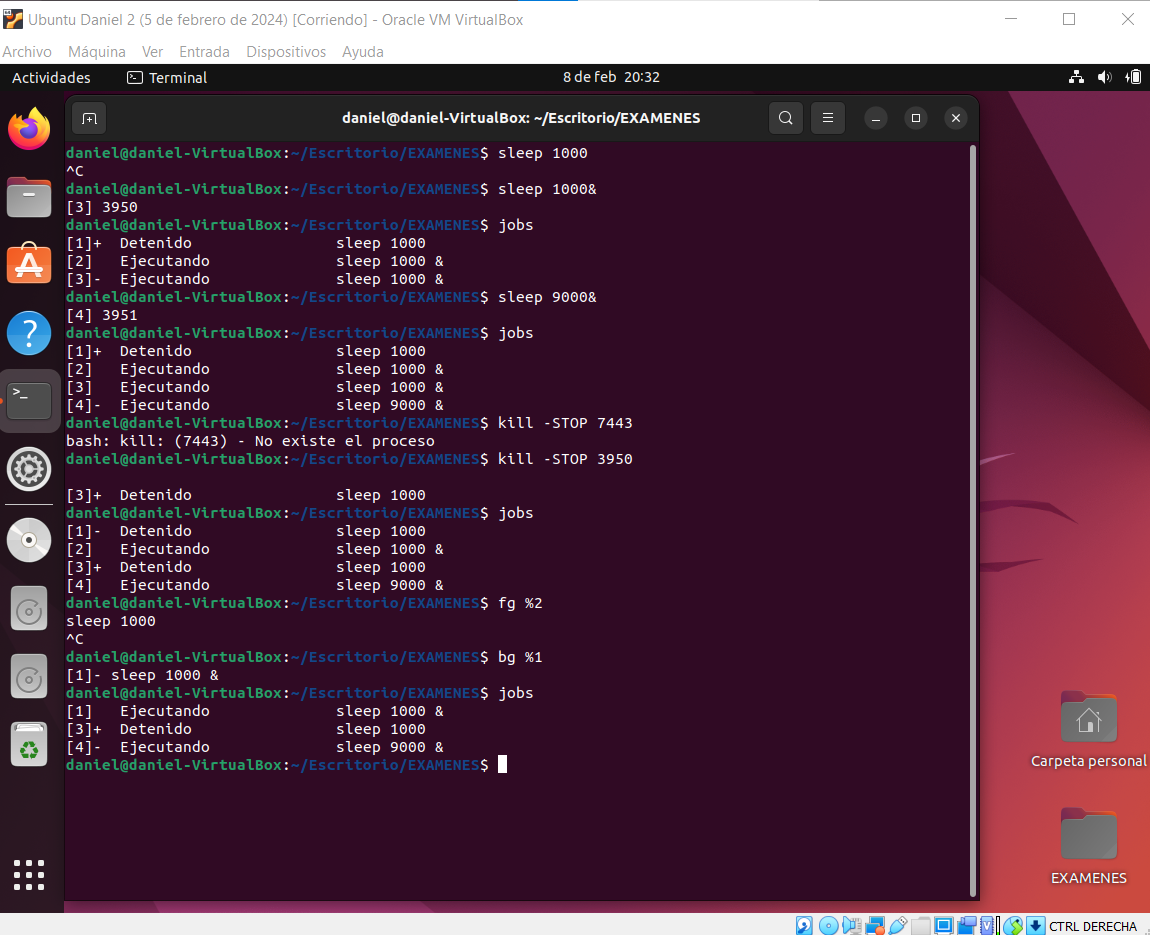 Ubuntu Daniel 2 (5 de febrero de 2024) [Corriendo] - Oracle VM VirtualBox
Archivo Máquina Ver Entrada Dispositivos Ayuda
Actividades Terminal 8 de feb 20:32
daniel@daniel-VirtualBox: ~/Escritorio/EXAMENES
daniel@daniel-VirtualBox:~/Escritorio/EXAMENES$ sleep 1000
^C
daniel@daniel-VirtualBox:~/Escritorio/EXAMENES$ sleep 1000&
[3] 3950
daniel@daniel-VirtualBox:~/Escritorio/EXAMENES$ jobs
[1]+  Detenido                sleep 1000
[2]   Ejecutando              sleep 1000 &
[3]-  Ejecutando              sleep 1000 &
daniel@daniel-VirtualBox:~/Escritorio/EXAMENES$ sleep 9000&
[4] 3951
daniel@daniel-VirtualBox:~/Escritorio/EXAMENES$ jobs
[1]+  Detenido                sleep 1000
[2]   Ejecutando              sleep 1000 &
[3]   Ejecutando              sleep 1000 &
[4]-  Ejecutando              sleep 9000 &
daniel@daniel-VirtualBox:~/Escritorio/EXAMENES$ kill -STOP 7443
bash: kill: (7443) - No existe el proceso
daniel@daniel-VirtualBox:~/Escritorio/EXAMENES$ kill -STOP 3950
[3]+  Detenido                sleep 1000
daniel@daniel-VirtualBox:~/Escritorio/EXAMENES$ jobs
[1]-  Detenido                sleep 1000
[2]   Ejecutando              sleep 1000 &
[3]+  Detenido                sleep 1000
[4]   Ejecutando              sleep 9000 &
daniel@daniel-VirtualBox:~/Escritorio/EXAMENES$ fg %2
sleep 1000
^C
daniel@daniel-VirtualBox:~/Escritorio/EXAMENES$ bg %1
[1]- sleep 1000 &
daniel@daniel-VirtualBox:~/Escritorio/EXAMENES$ jobs
[1]   Ejecutando              sleep 1000 &
[3]+  Detenido                sleep 1000
[4]-  Ejecutando              sleep 9000 &
daniel@daniel-VirtualBox:~/Escritorio/EXAMENES$
Carpeta personal
EXAMENES
CTRL DERECHA